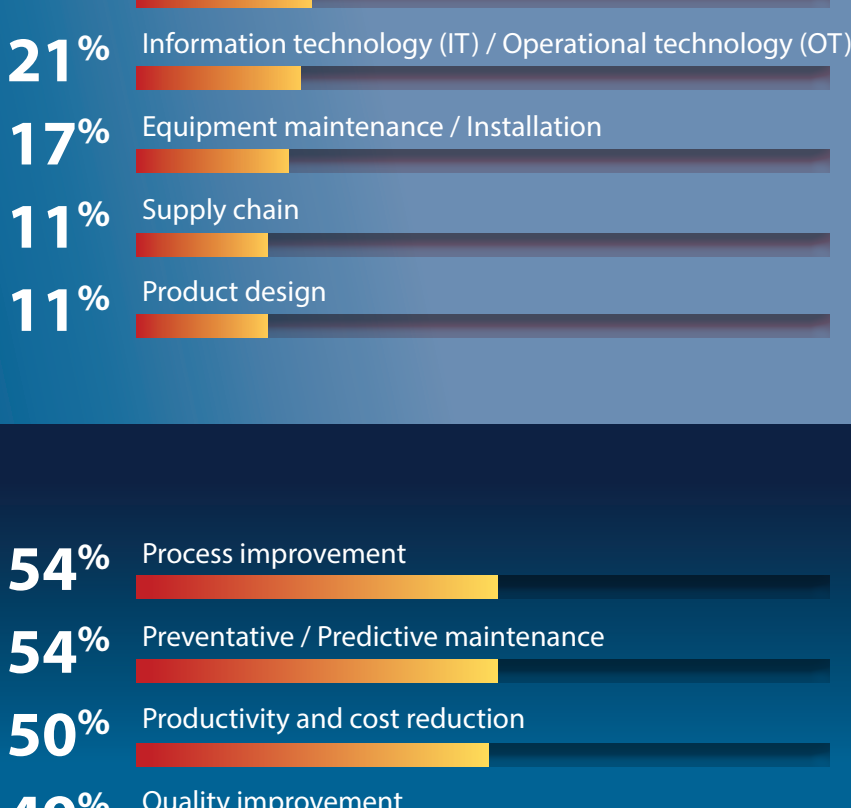 21% Information technology (IT) / Operational technology (OT)
17% Equipment maintenance / Installation
11% Supply chain
11% Product design
54% Process improvement
54% Preventative / Predictive maintenance
50% Productivity and cost reduction
Quality improvement